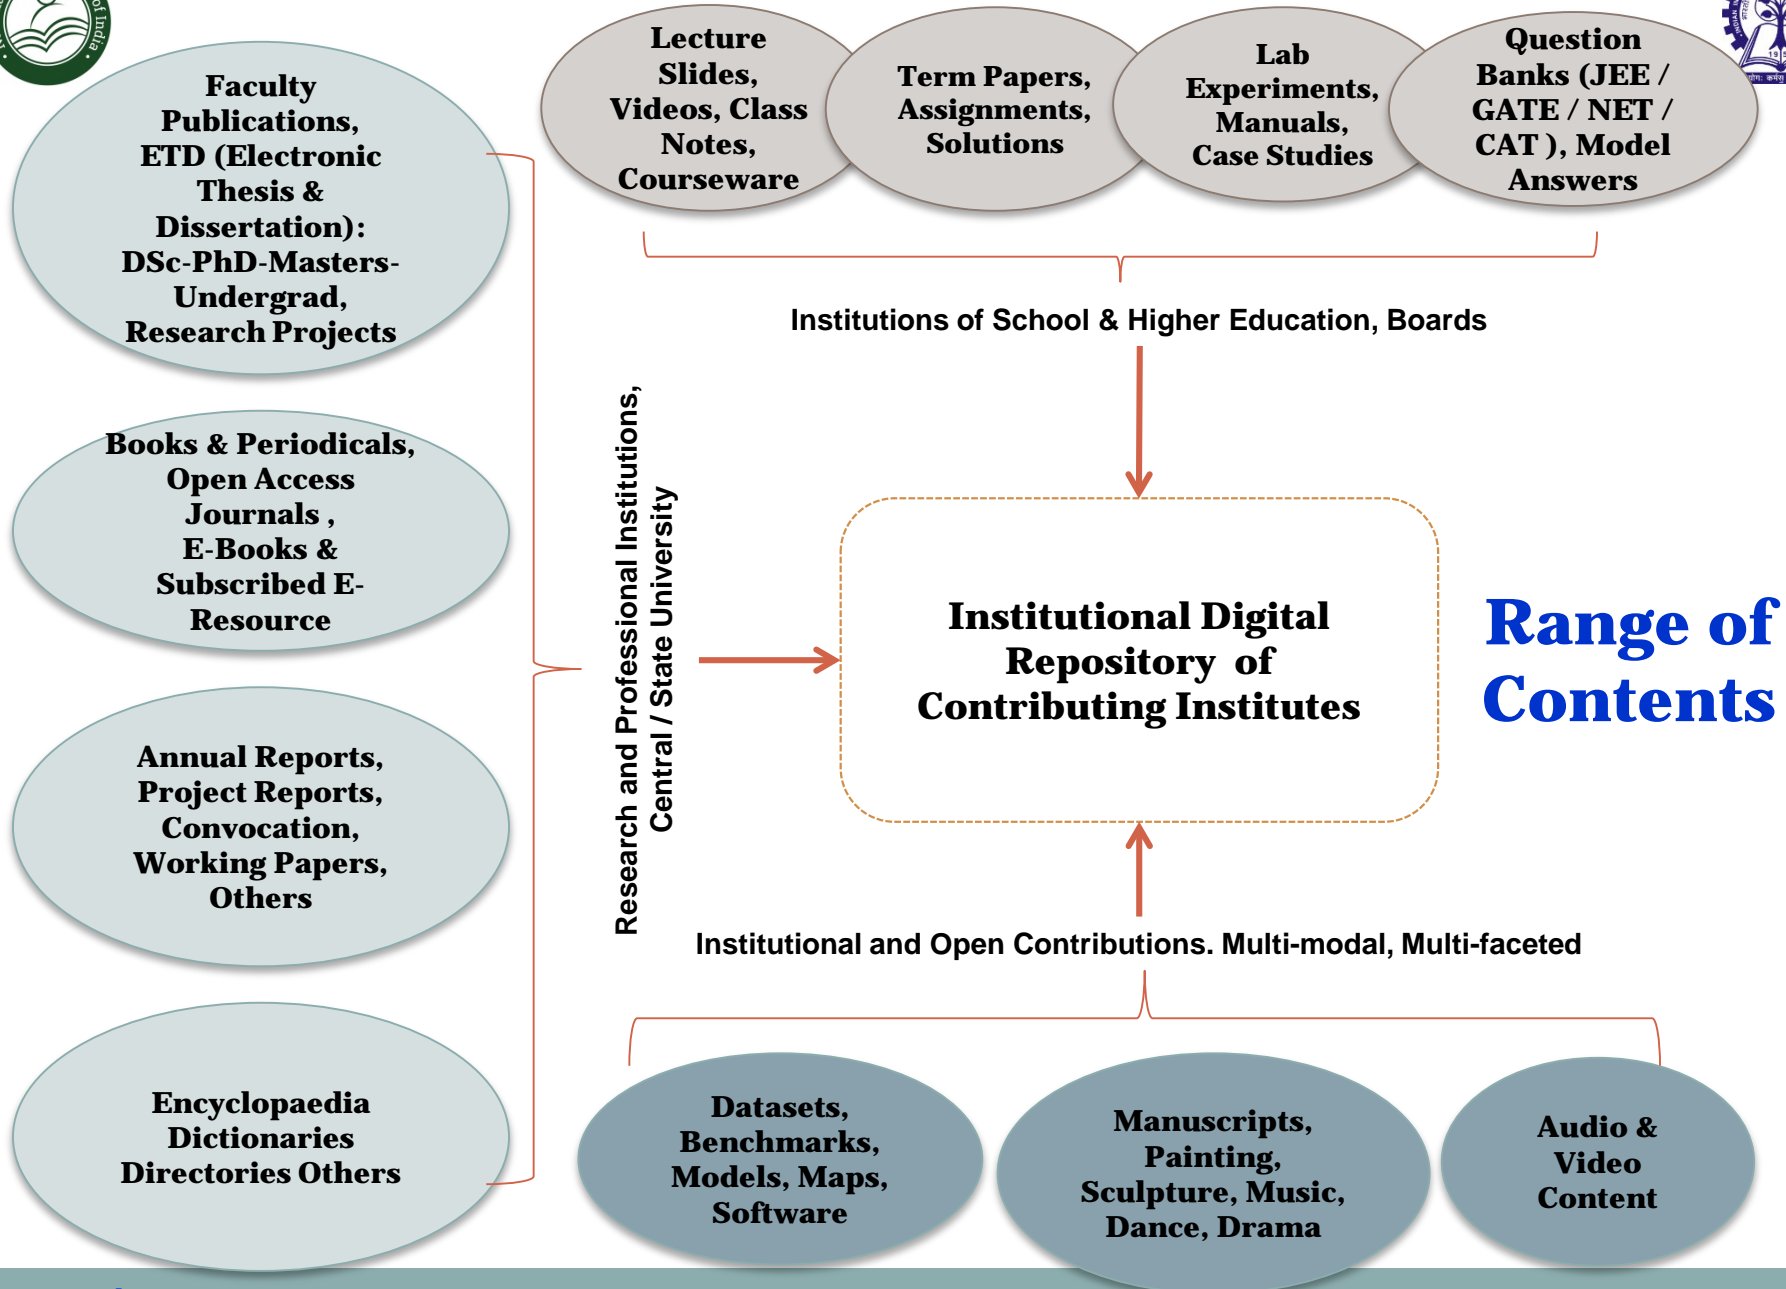 of India
Faculty
Publications,
ETD (Electronic
Thesis &
Dissertation):
DSc-PhD-Masters-
Undergrad,
Research Projects
Books & Periodicals,
Open Access
Journals ,
E-Books &
Subscribed E-
Resource
Annual Reports,
Project Reports,
Convocation,
Working Papers,
Others
Encyclopaedia
Dictionaries
Directories Others
Lecture
Slides,
Videos, Class
Notes,
Courseware
Term Papers,
Assignments,
Solutions
Lab
Experiments,
Manuals,
Case Studies
Question
Banks (JEE /
GATE / NET /
CAT ), Model
Answers
Institutions of School & Higher Education, Boards
Research and Professional Institutions,
Central / State University
Institutional Digital
Repository of
Contributing Institutes
Range of
Contents
Institutional and Open Contributions. Multi-modal, Multi-faceted
Datasets,
Benchmarks,
Models, Maps,
Software
Manuscripts,
Painting,
Sculpture, Music,
Dance, Drama
Audio &
Video
Content